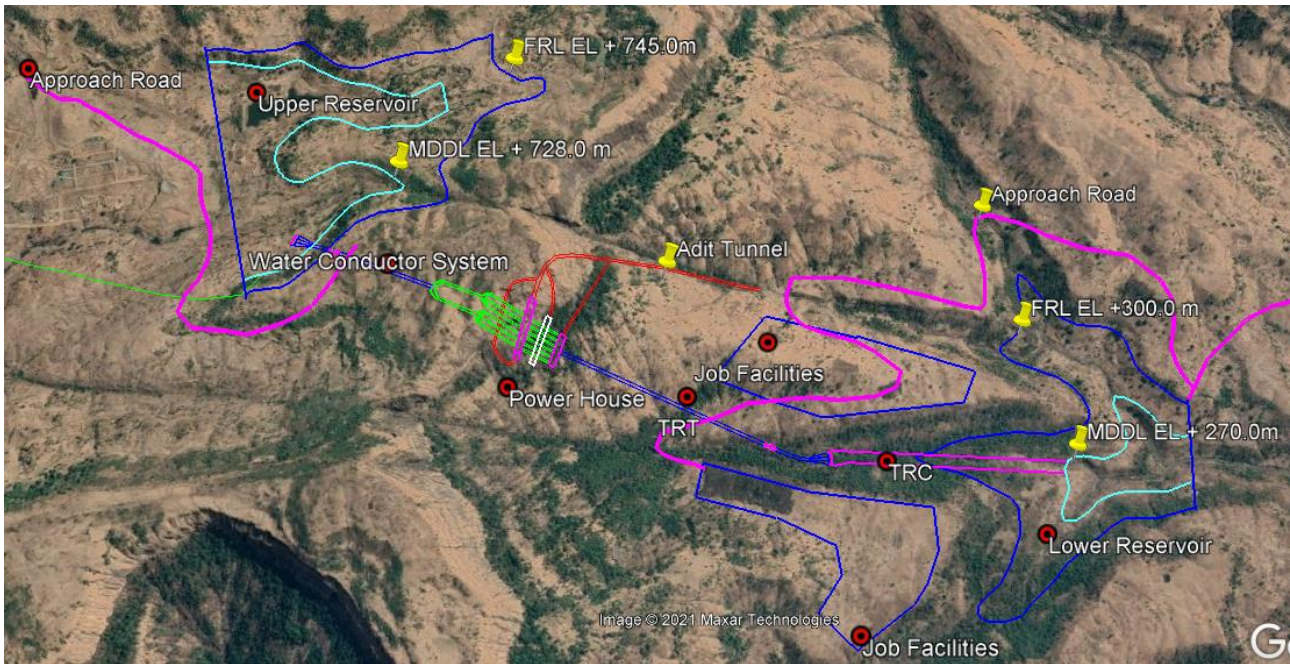 FRL EL + 745.0m
Approach Road
Upper Reservoir
MDDL EL + 728.0 m
Approach Road
Adit Tunnel
Water Conductor System
FRL EL +300.0 m
Job Facilities
Power House
TRT
MDDL EL + 270.0m
TRC
Lower Reservoir
Image © 2021 Maxar Technologies
Job Facilities
Go